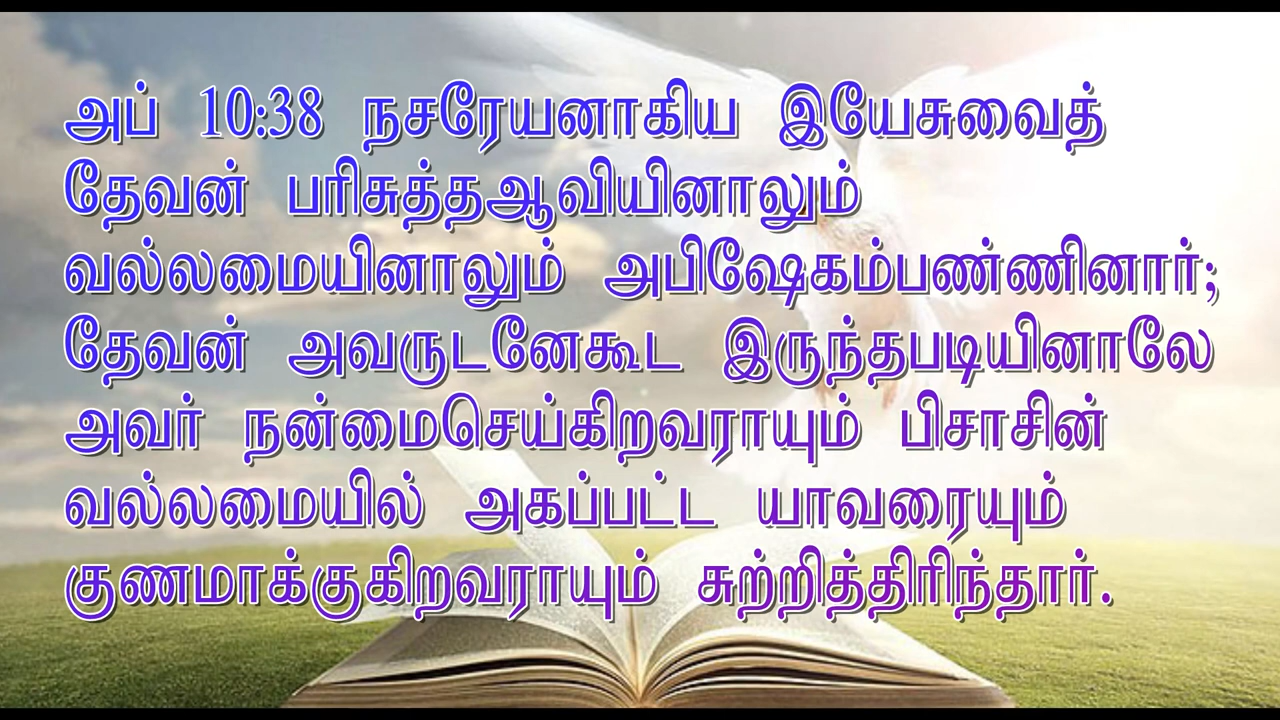 அப் 10:38 நசரேயனாகிய இயேசுவைத்
தேவன் பரிசுத்தஆவியினாலும்
வல்லமையினாலும் அபிஷேகம்பண்ணினார்;
தேவன் அவருடனேகூட இருந்தபடியினாலே
அவர் நன்மைசெய்கிறவராயும் பிசாசின்
வல்லமையில் அகப்பட்ட யாவரையும்
குணமாக்குகிறவராயும் சுற்றித்திரிந்தார்.